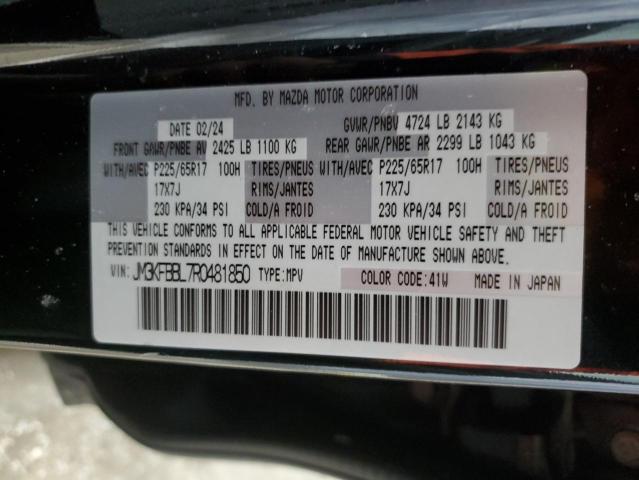 MFD. BY MAZDA MOTOR CORPORATION
DATE 02/24 GVWR/PNBV 4724 LB 2143 KG
FRONT GAWR/PNBE AV 2425 LB 1100 KG REAR GAWR/PNBE AR 2299 LB 1043 KG
WITH/AVEC P225/65R17 100H TIRES/PNEUS WITH/AVEC P225/65R17 100H TIRES/PNEUS
17X7J RIMS/JANTES 17X7J RIMS/JANTES
230 KPA/34 PSI COLD/A FROID 230 KPA/34 PSI COLD/A FROID
THIS VEHICLE CONFORMS TO ALL APPLICABLE FEDERAL MOTOR VEHICLE SAFETY AND THEFT
PREVENTION STANDARDS IN EFFECT ON THE DATE OF MANUFACTURE SHOWN ABOVE.
VIN: JM3KFBBL7R0481850 TYPE: MPV COLOR CODE: 41W MADE IN JAPAN